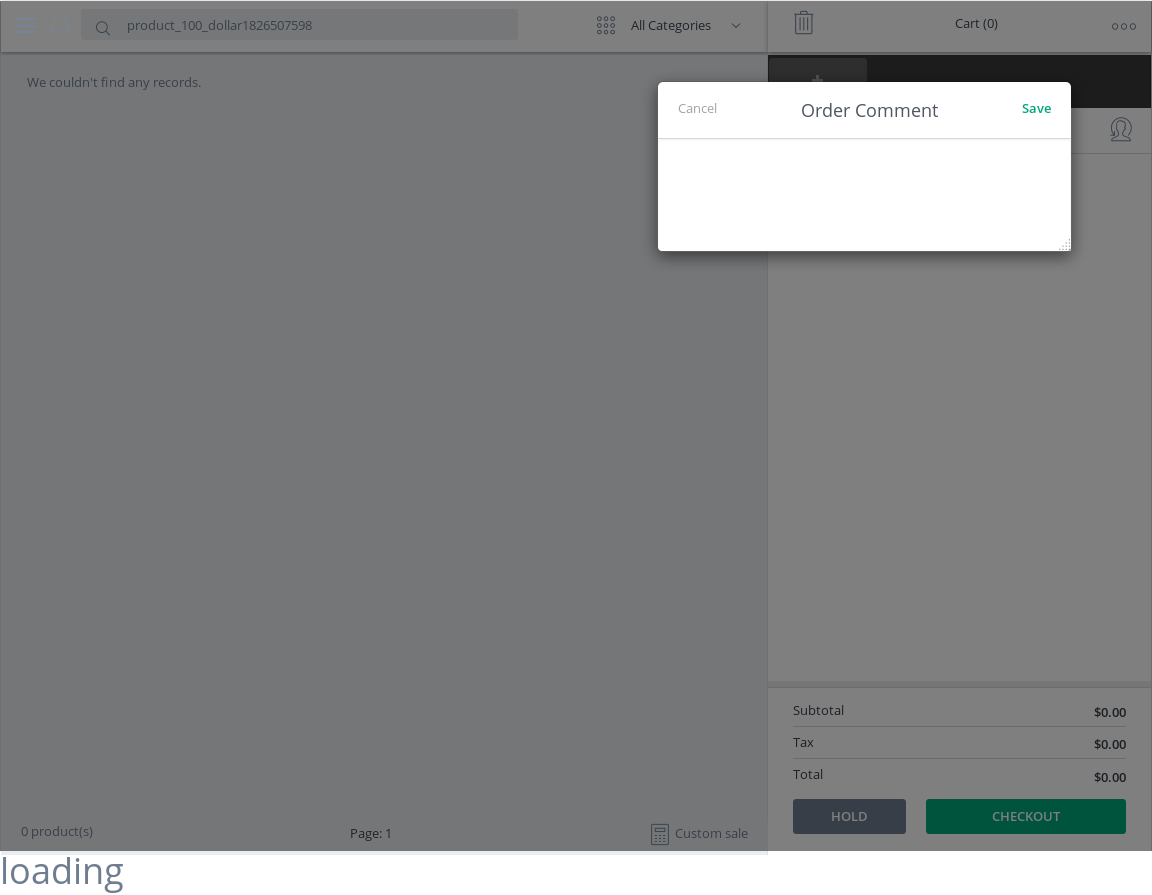 product_100_dollar1826507598
All Categories
Cart (0)
We couldn't find any records.
Cancel
Order Comment
Save
Subtotal
$0.00
Tax
$0.00
Total
$0.00
HOLD
CHECKOUT
0 product(s)
Page: 1
Custom sale
loading